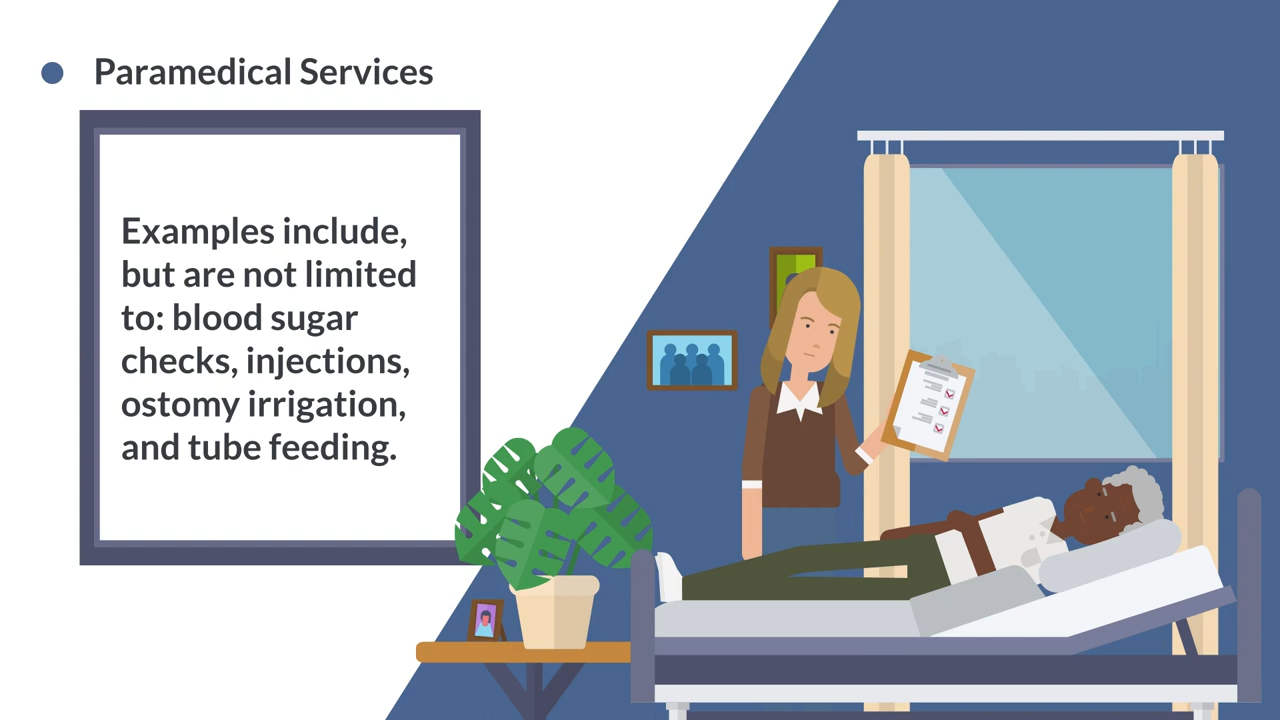 Paramedical Services
Examples include,
but are not limited
to: blood sugar
checks, injections,
ostomy irrigation,
and tube feeding.